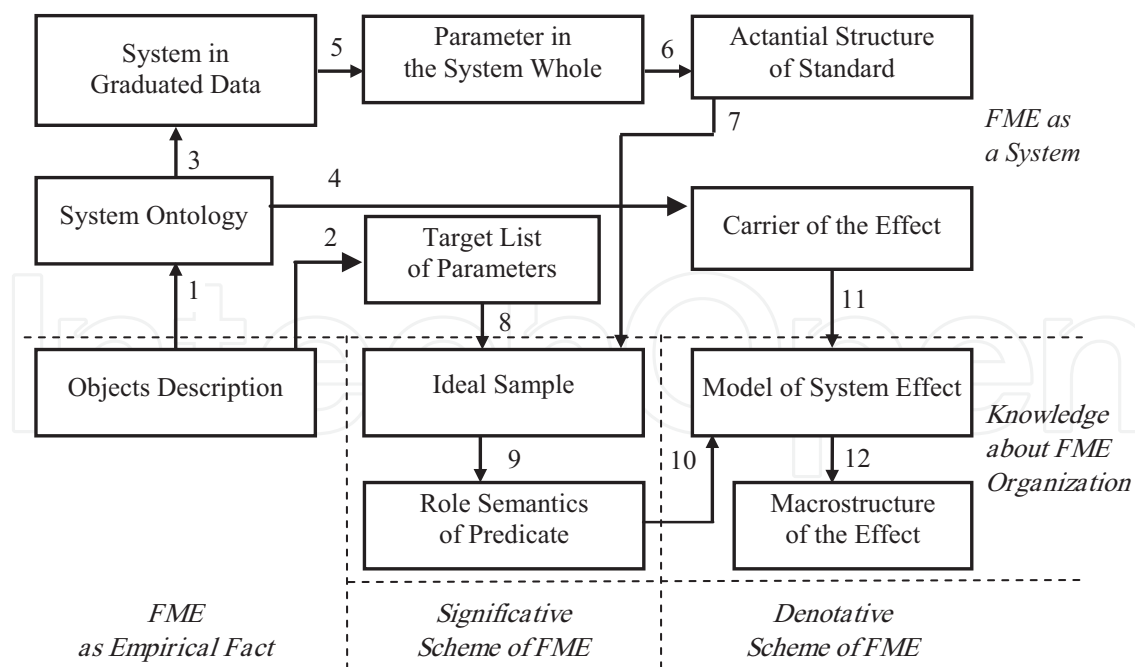 System in
Graduated Data
5
Parameter in
the System Whole
6
Actantial Structure
of Standard
7
FME as
a System
3
4
System Ontology
2
Target List
of Parameters
Carrier of the Effect
1
8
11
Objects Description
Ideal Sample
Model of System Effect
Knowledge
about FME
Organization
9
10
12
Role Semantics
of Predicate
Macrostructure
of the Effect
FME
as Empirical Fact
Significative
Scheme of FME
Denotative
Scheme of FME
IntechOpen